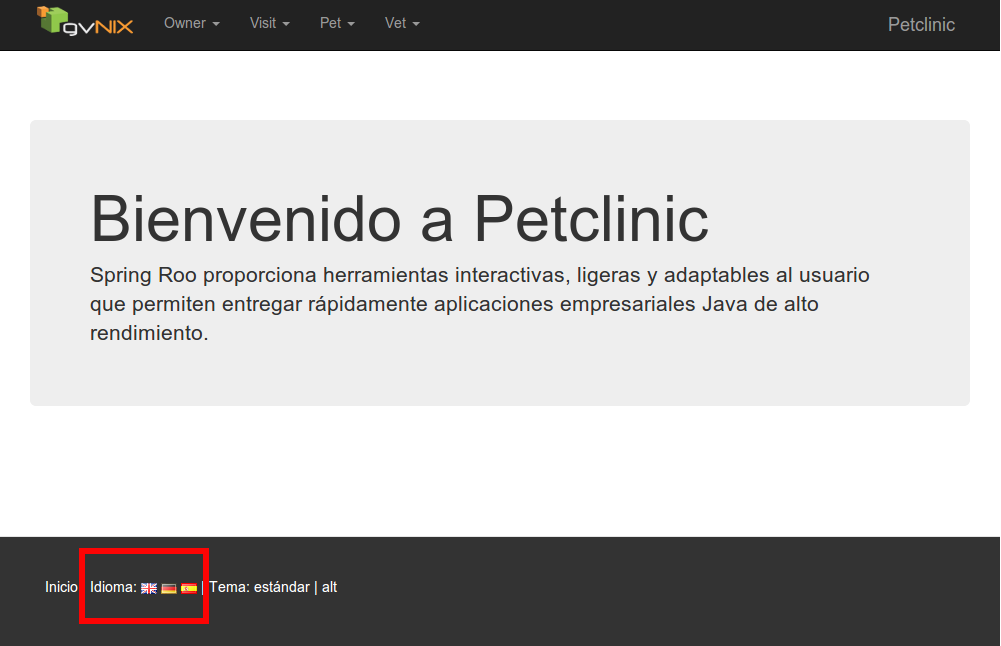 gvNIX Owner Visit Pet Vet Petclinic
Bienvenido a Petclinic
Spring Roo proporciona herramientas interactivas, ligeras y adaptables al usuario
que permiten entregar rápidamente aplicaciones empresariales Java de alto
rendimiento.
Inicio Idioma: | Tema: estándar | alt